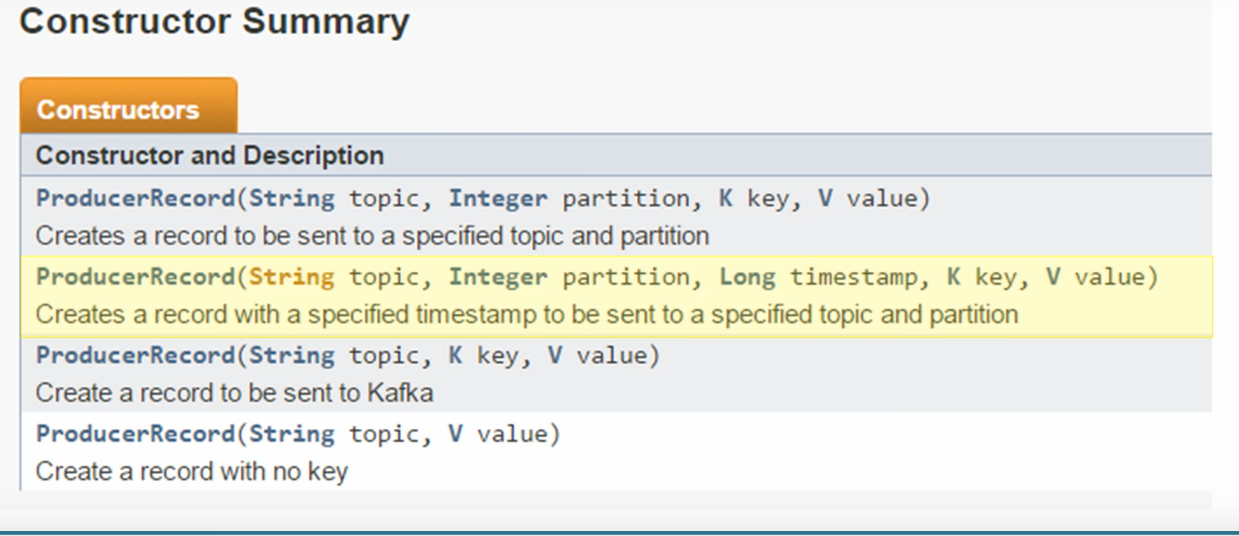 Constructor Summary
Constructors
Constructor and Description
ProducerRecord(String topic, Integer partition, K key, V value)
Creates a record to be sent to a specified topic and partition
ProducerRecord(String topic, Integer partition, Long timestamp, K key, V value)
Creates a record with a specified timestamp to be sent to a specified topic and partition
ProducerRecord(String topic, K key, V value)
Create a record to be sent to Kafka
ProducerRecord(String topic, V value)
Create a record with no key